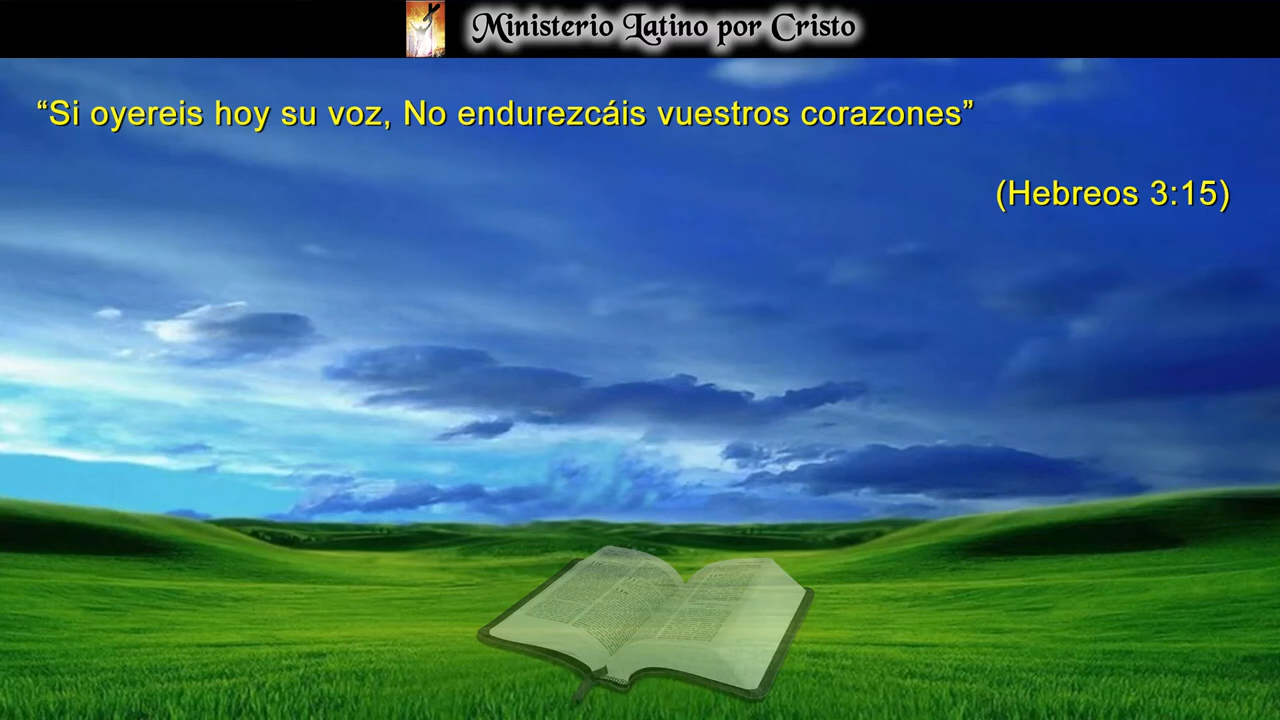 Ministerio Latino por Cristo
“Si oyereis hoy su voz, No endurezcáis vuestros corazones”
(Hebreos 3:15)